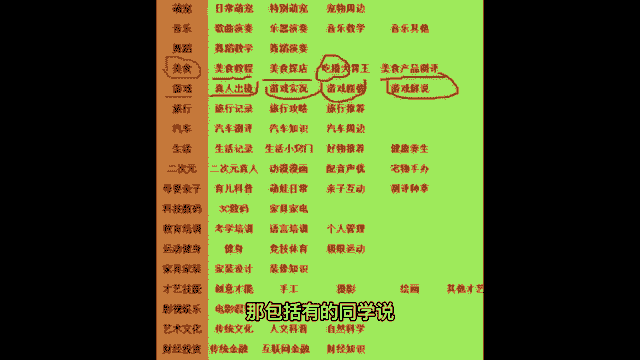 萌宠 日常萌宠 特别萌宠 宠物周边
音乐 歌曲演奏 乐器演奏 音乐教学 音乐其他
舞蹈 舞蹈教学 舞蹈演奏
美食 美食教程 美食探店 吃播大胃王 美食产品测评
游戏 真人出镜 游戏实况 游戏 游戏解说
旅行 旅行记录 旅行攻略 旅行推荐
汽车 汽车测评 汽车知识 汽车周边
生活 生活记录 生活小窍门 好物推荐 健康养生
二次元 二次元真人 动漫漫画 配音声优 宅物手办
母婴亲子 育儿科普 萌娃日常 亲子互动 测评种草
科技数码 3C数码 家具家电
教育培训 考学培训 语言培训 个人管理
运动健身 健身 竞技体育 极限运动
家具家装 家装设计 装修知识
才艺技能 创意才能 手工 摄影 绘画 其他才艺
影视娱乐 电影
那包括有的同学说
艺术文化 传统文化 人文科普 自然科学
财经投资 传统金融 互联网金融 财经知识